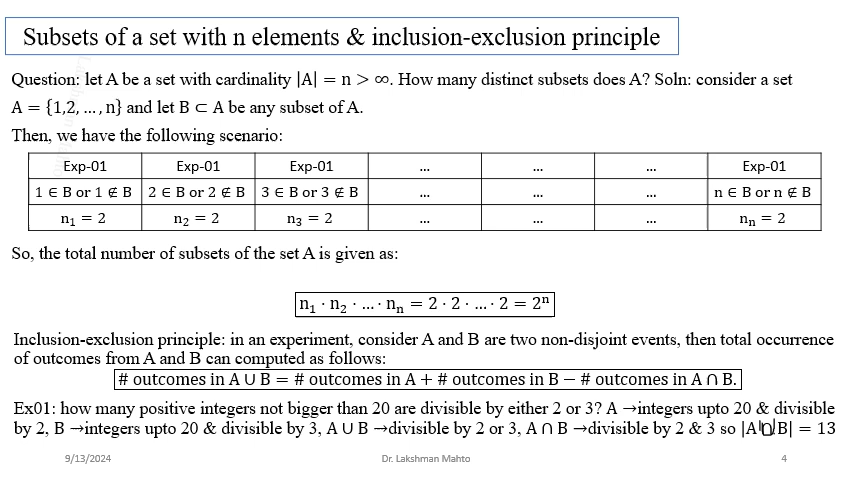 Subsets of a set with n elements & inclusion-exclusion principle
Question: let A be a set with cardinality |A| = n > ∞. How many distinct subsets does A? Soln: consider a set
A = {1,2, …, n} and let B ⊂ A be any subset of A.
Then, we have the following scenario:
Exp-01 Exp-01 Exp-01 ... ... ... Exp-01
1 ∈ B or 1 ∉ B 2 ∈ B or 2 ∉ B 3 ∈ B or 3 ∉ B ... ... ... n ∈ B or n ∉ B
n₁ = 2 n₂ = 2 n₃ = 2 ... ... ... nₙ = 2
So, the total number of subsets of the set A is given as:
n₁ · n₂ · … · nₙ = 2 · 2 · … · 2 = 2ⁿ
Inclusion-exclusion principle: in an experiment, consider A and B are two non-disjoint events, then total occurrence
of outcomes from A and B can computed as follows:
# outcomes in A ∪ B = # outcomes in A + # outcomes in B − # outcomes in A ∩ B.
Ex01: how many positive integers not bigger than 20 are divisible by either 2 or 3? A →integers upto 20 & divisible
by 2, B →integers upto 20 & divisible by 3, A ∪ B →divisible by 2 or 3, A ∩ B →divisible by 2 & 3 so |A B| = 13
9/13/2024
Dr. Lakshman Mahto
4